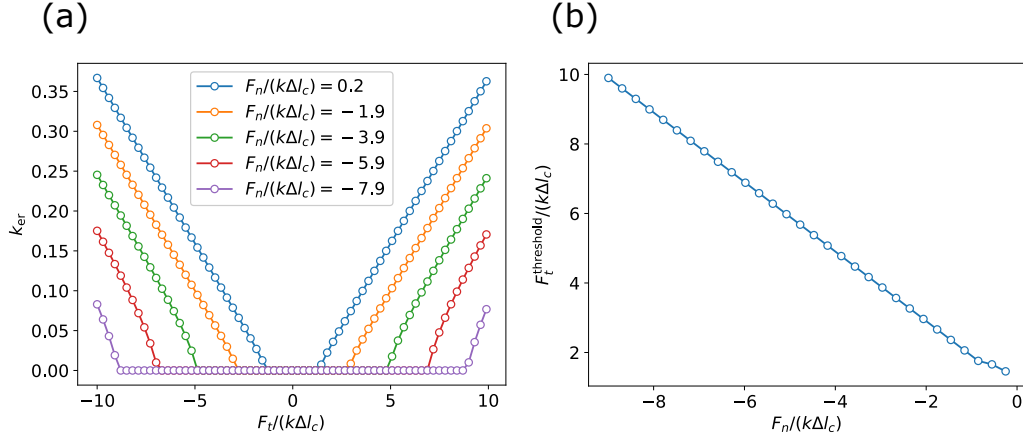 (a)
(b)
k_er
0.35
0.30
0.25
0.20
0.15
0.10
0.05
0.00
F_n/(kΔl_c) = 0.2
F_n/(kΔl_c) = −1.9
F_n/(kΔl_c) = −3.9
F_n/(kΔl_c) = −5.9
F_n/(kΔl_c) = −7.9
−10 −5 0 5 10
F_t/(kΔl_c)
F_t^threshold/(kΔl_c)
10
8
6
4
2
−8 −6 −4 −2 0
F_n/(kΔl_c)